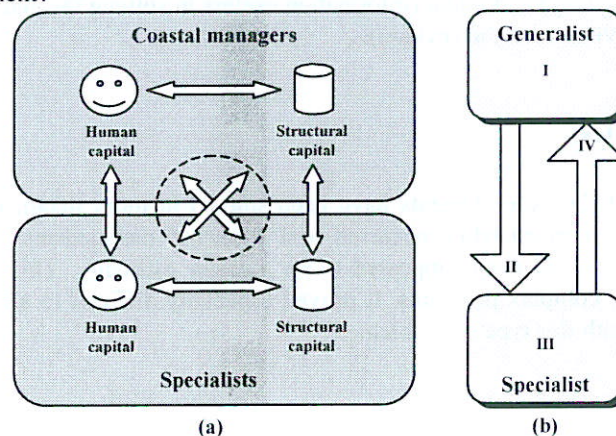 Coastal managers
Human
capital
Structural
capital
Human
capital
Structural
capital
Specialists
(a)
Generalist
I
IV
II
III
Specialist
(b)